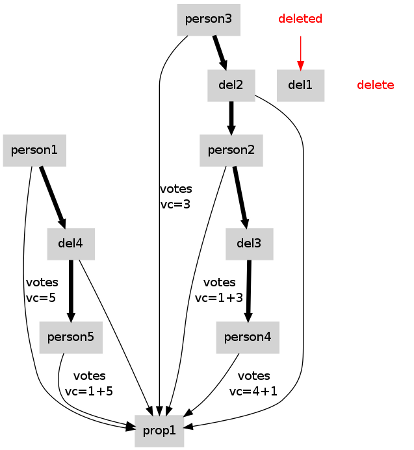 person3
deleted
del2
del1
delete
person1
person2
votes
vc=3
del4
del3
votes
vc=5
votes
vc=1+3
person5
person4
votes
vc=1+5
votes
vc=4+1
prop1